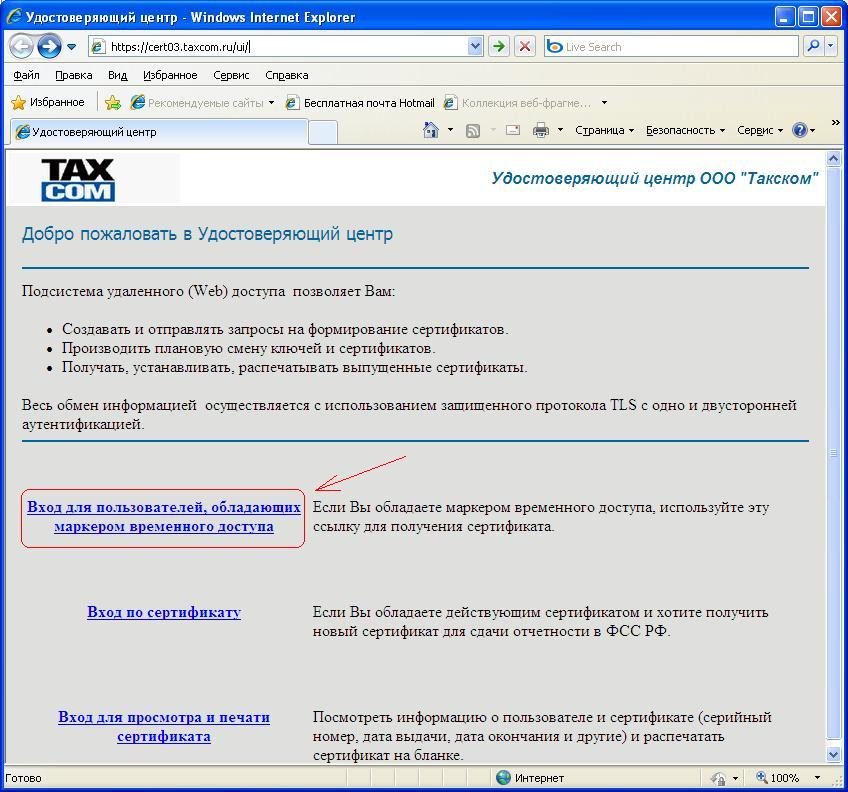 Удостоверяющий центр - Windows Internet Explorer
https://cert03.taxcom.ru/ui/
Live Search
Файл Правка Вид Избранное Сервис Справка
Избранное Рекомендуемые сайты Бесплатная почта Hotmail Коллекция веб-фрагме...
Удостоверяющий центр
Страница Безопасность Сервис
TAX
COM
Удостоверяющий центр ООО "Такском"
Добро пожаловать в Удостоверяющий центр
Подсистема удаленного (Web) доступа позволяет Вам:
Создавать и отправлять запросы на формирование сертификатов.
Производить плановую смену ключей и сертификатов.
Получать, устанавливать, распечатывать выпущенные сертификаты.
Весь обмен информацией осуществляется с использованием защищенного протокола TLS с одно и двусторонней
аутентификацией.
Вход для пользователей, обладающих
маркером временного доступа
Если Вы обладаете маркером временного доступа, используйте эту
ссылку для получения сертификата.
Вход по сертификату
Если Вы обладаете действующим сертификатом и хотите получить
новый сертификат для сдачи отчетности в ФСС РФ.
Вход для просмотра и печати
сертификата
Посмотреть информацию о пользователе и сертификате (серийный
номер, дата выдачи, дата окончания и другие) и распечатать
сертификат на бланке.
Готово
Интернет
100%